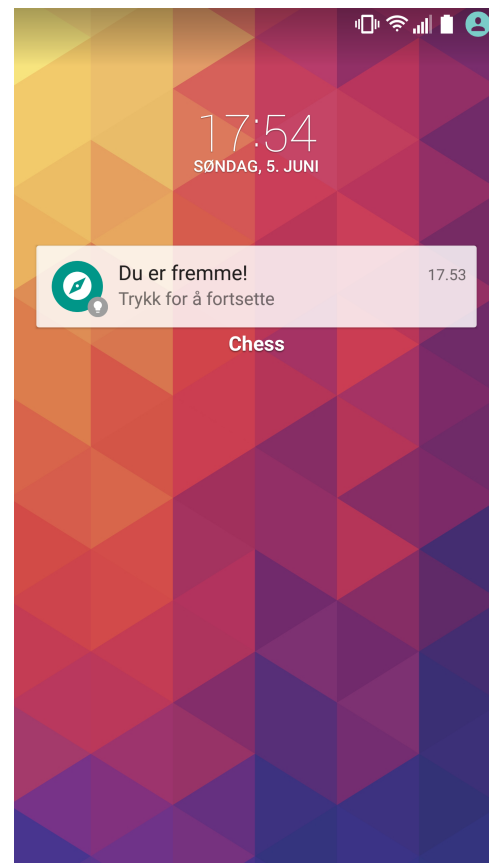 17:54
SØNDAG, 5. JUNI
Du er fremme!
17.53
Trykk for å fortsette
Chess